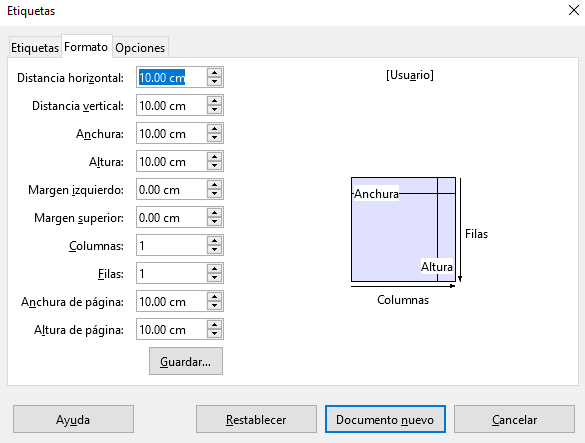 Etiquetas
Etiquetas Formato Opciones
Distancia horizontal: 10.00 cm
[Usuario]
Distancia vertical: 10.00 cm
Anchura: 10.00 cm
Altura: 10.00 cm
Margen izquierdo: 0.00 cm
Margen superior: 0.00 cm
Columnas: 1
Filas: 1
Anchura de página: 10.00 cm
Altura de página: 10.00 cm
Guardar...
Anchura
Filas
Altura
Columnas
Ayuda Restablecer Documento nuevo Cancelar